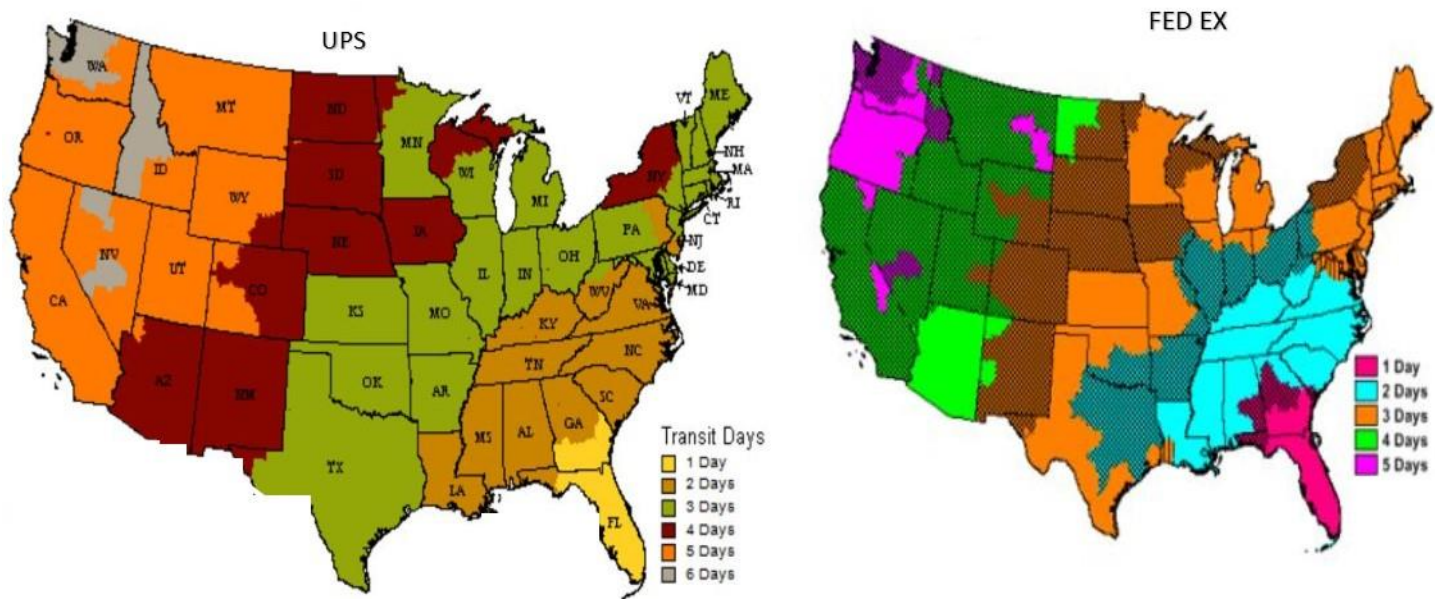 UPS
WA
MT
ND
MN
VT
ME
OR
ID
SD
WI
NY
NH
MA
WY
MI
RI
CT
NE
IA
PA
NJ
NV
UT
OH
DE
MD
IL
IN
CA
CO
WV
VA
KS
MO
KY
NC
TN
AZ
NM
OK
AR
SC
MS
AL
GA
TX
LA
FL
Transit Days
1 Day
2 Days
3 Days
4 Days
5 Days
6 Days
FED EX
1 Day
2 Days
3 Days
4 Days
5 Days